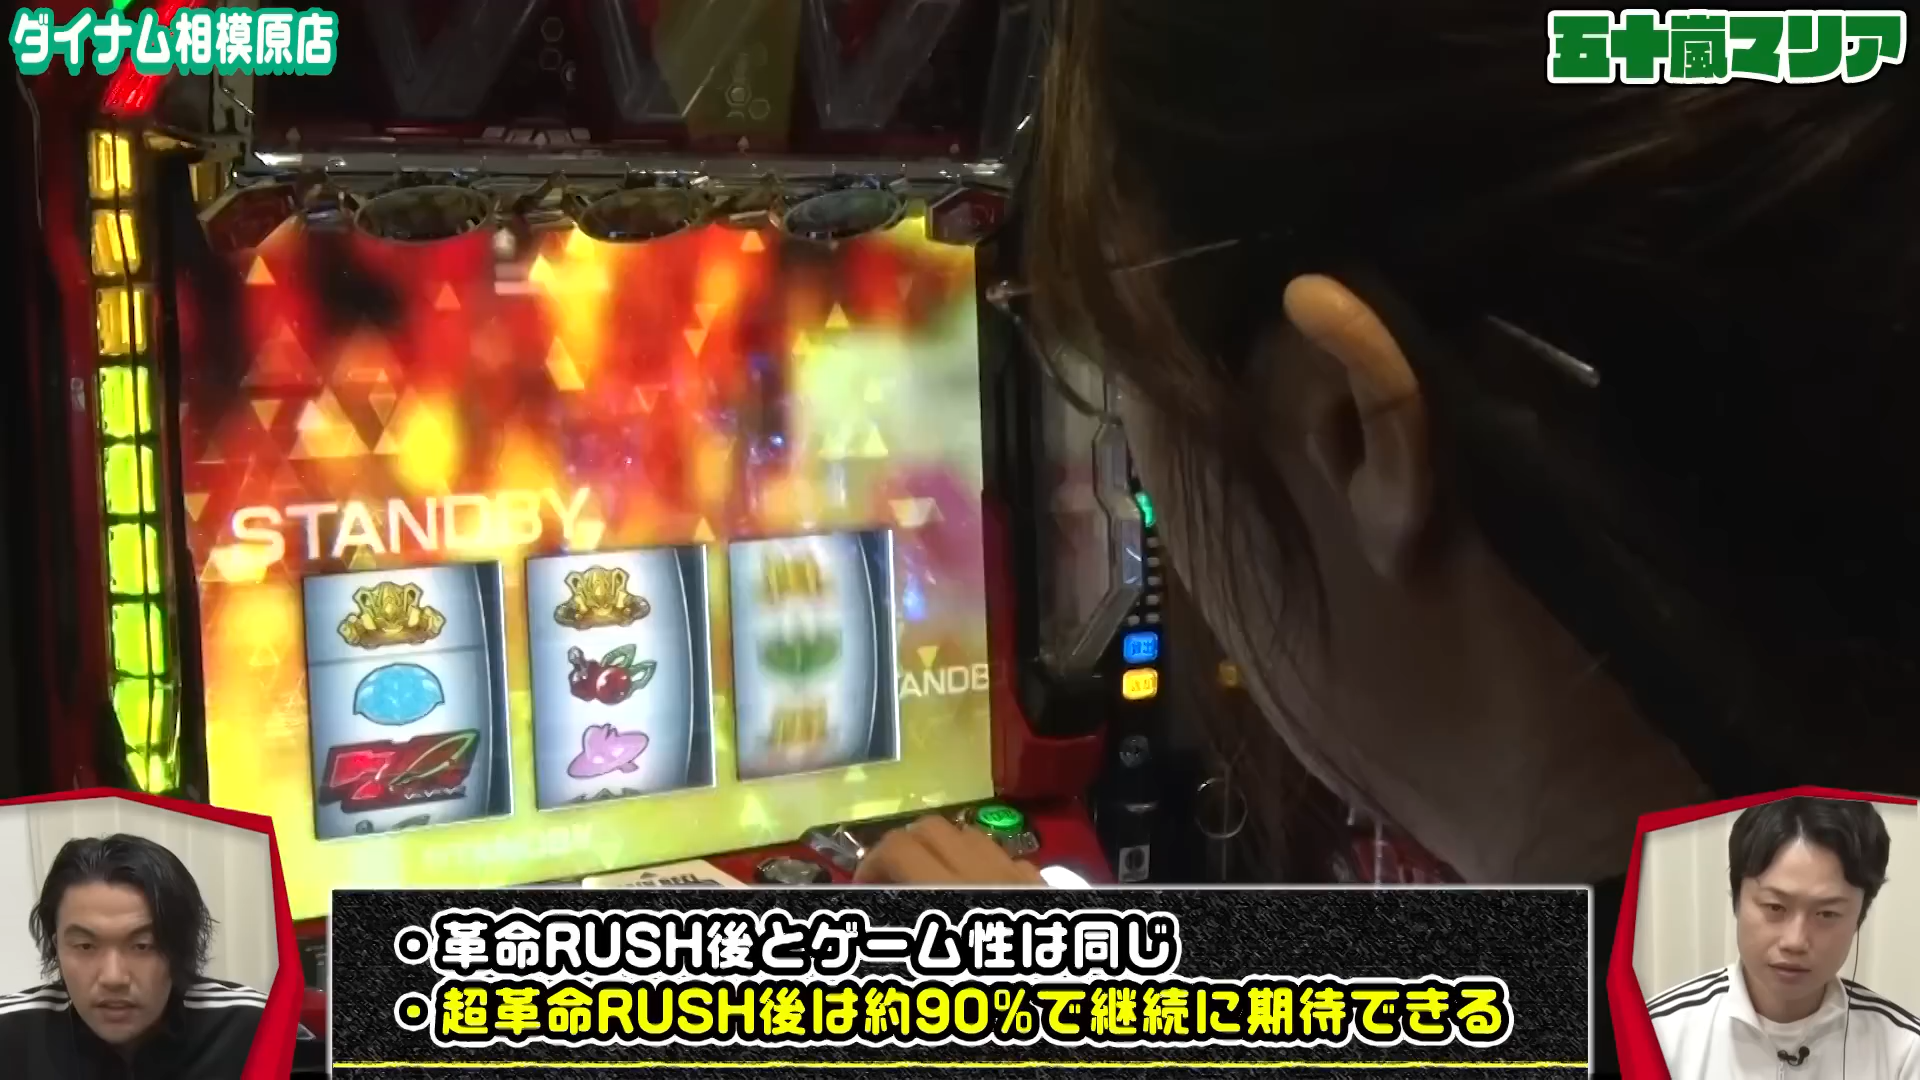 ダイナム相模原店
五十嵐マリア
STANDBY
ANDB
STANDBY
・革命RUSH後とゲーム性は同じ
・超革命RUSH後は約90%で継続に期待できる